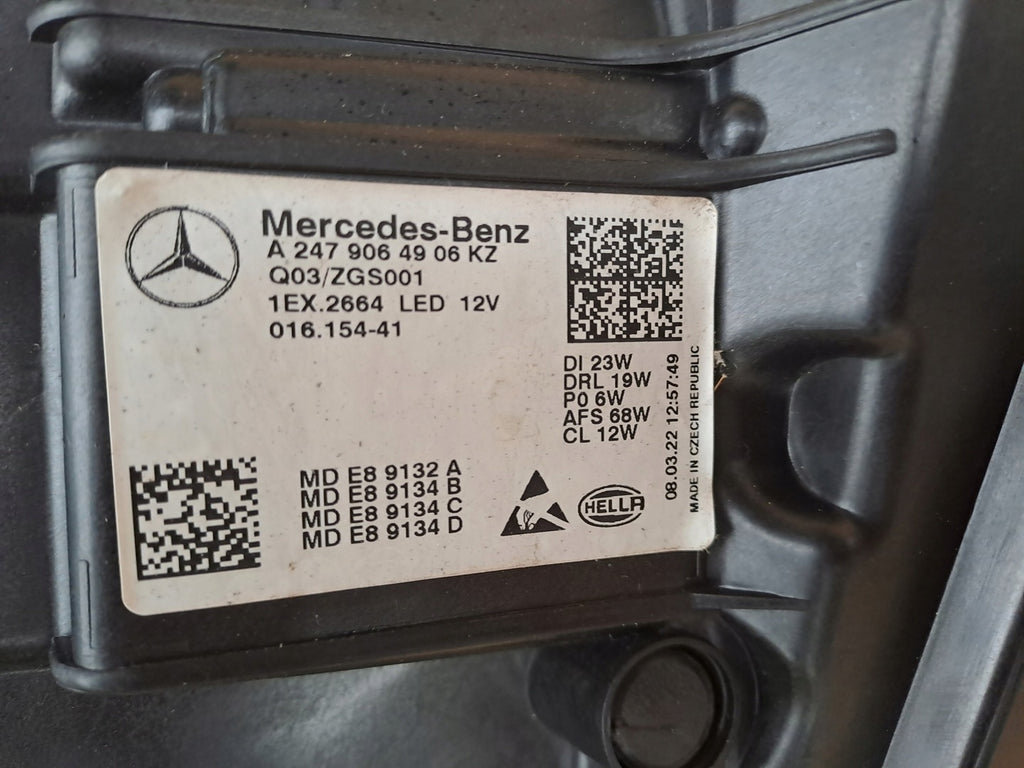 Mercedes-Benz
A 247 906 49 06 KZ
Q03/ZGS001
1EX.2664 LED 12V
016.154-41
DI 23W
DRL 19W
P0 6W
AFS 68W
CL 12W
08.03.22 12:57:49
MADE IN CZECH REPUBLIC
MD E8 9132 A
MD E8 9134 B
MD E8 9134 C
MD E8 9134 D
HELLA